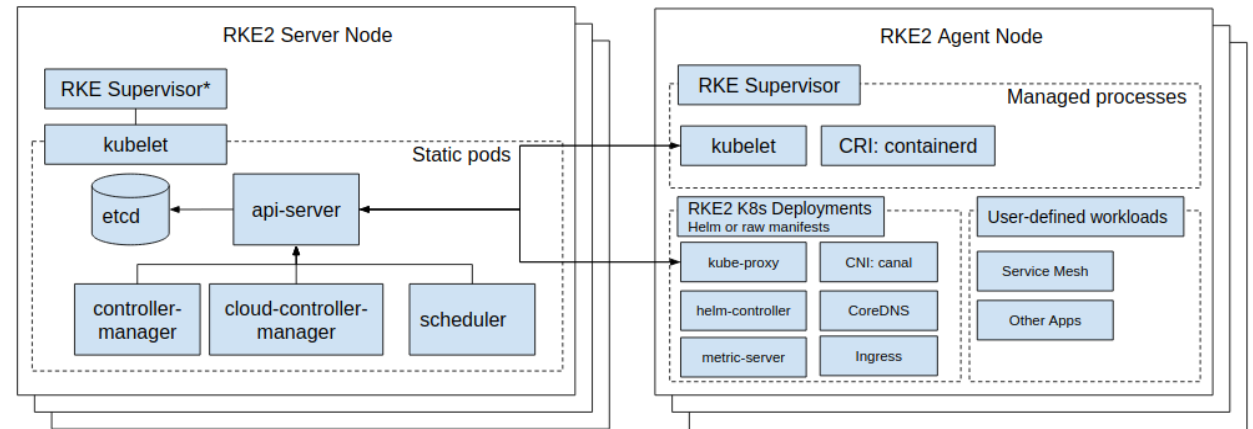 RKE2 Server Node
RKE Supervisor*
kubelet
Static pods
etcd
api-server
controller-
manager
cloud-controller-
manager
scheduler
RKE2 Agent Node
RKE Supervisor
Managed processes
kubelet
CRI: containerd
RKE2 K8s Deployments
Helm or raw manifests
kube-proxy
CNI: canal
helm-controller
CoreDNS
metric-server
Ingress
User-defined workloads
Service Mesh
Other Apps